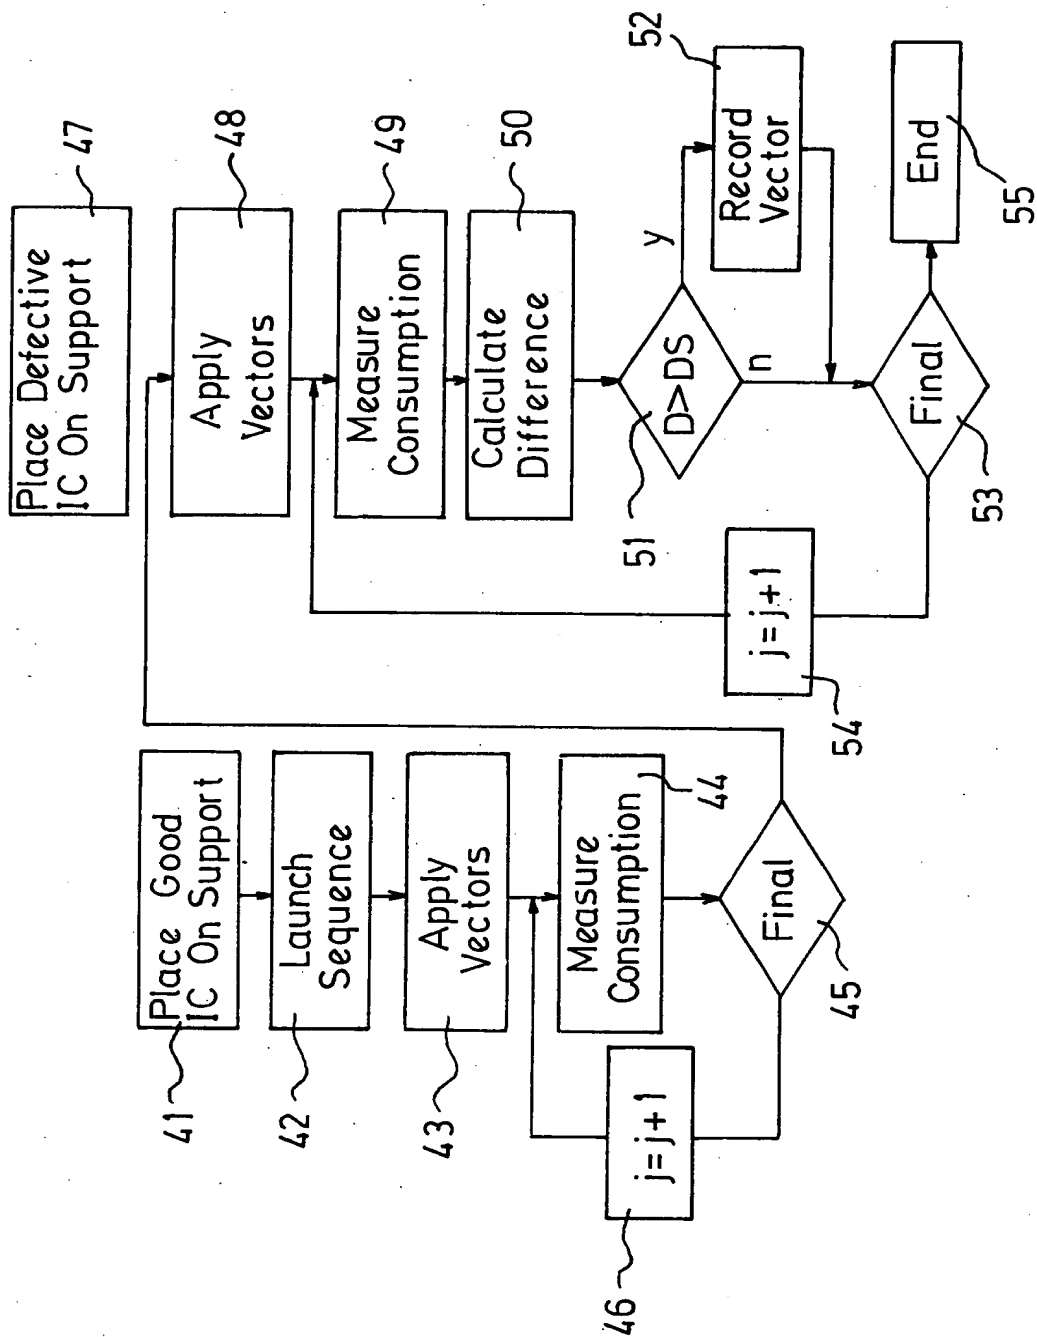 41
Place Good
IC On Support
42
Launch
Sequence
43
Apply
Vectors
44
Measure
Consumption
45
Final
46
j=j+1
47
Place Defective
IC On Support
48
Apply
Vectors
49
Measure
Consumption
50
Calculate
Difference
51
D>DS
y
n
52
Record
Vector
53
Final
54
j=j+1
55
End